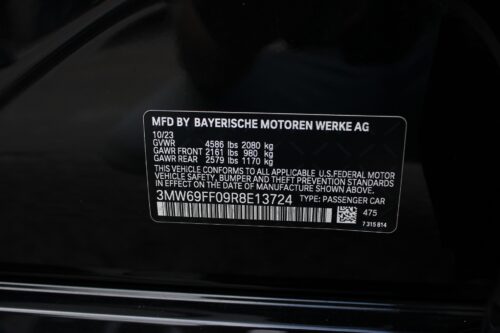 MFD BY BAYERISCHE MOTOREN WERKE AG
10/23
GVWR 4586 lbs 2080 kg
GAWR FRONT 2161 lbs 980 kg
GAWR REAR 2579 lbs 1170 kg
THIS VEHICLE CONFORMS TO ALL APPLICABLE U.S.FEDERAL MOTOR
VEHICLE SAFETY, BUMPER, AND THEFT PREVENTION STANDARDS
IN EFFECT ON THE DATE OF MANUFACTURE SHOWN ABOVE.
3MW69FF09R8E13724 TYPE: PASSENGER CAR
475
7 315 814